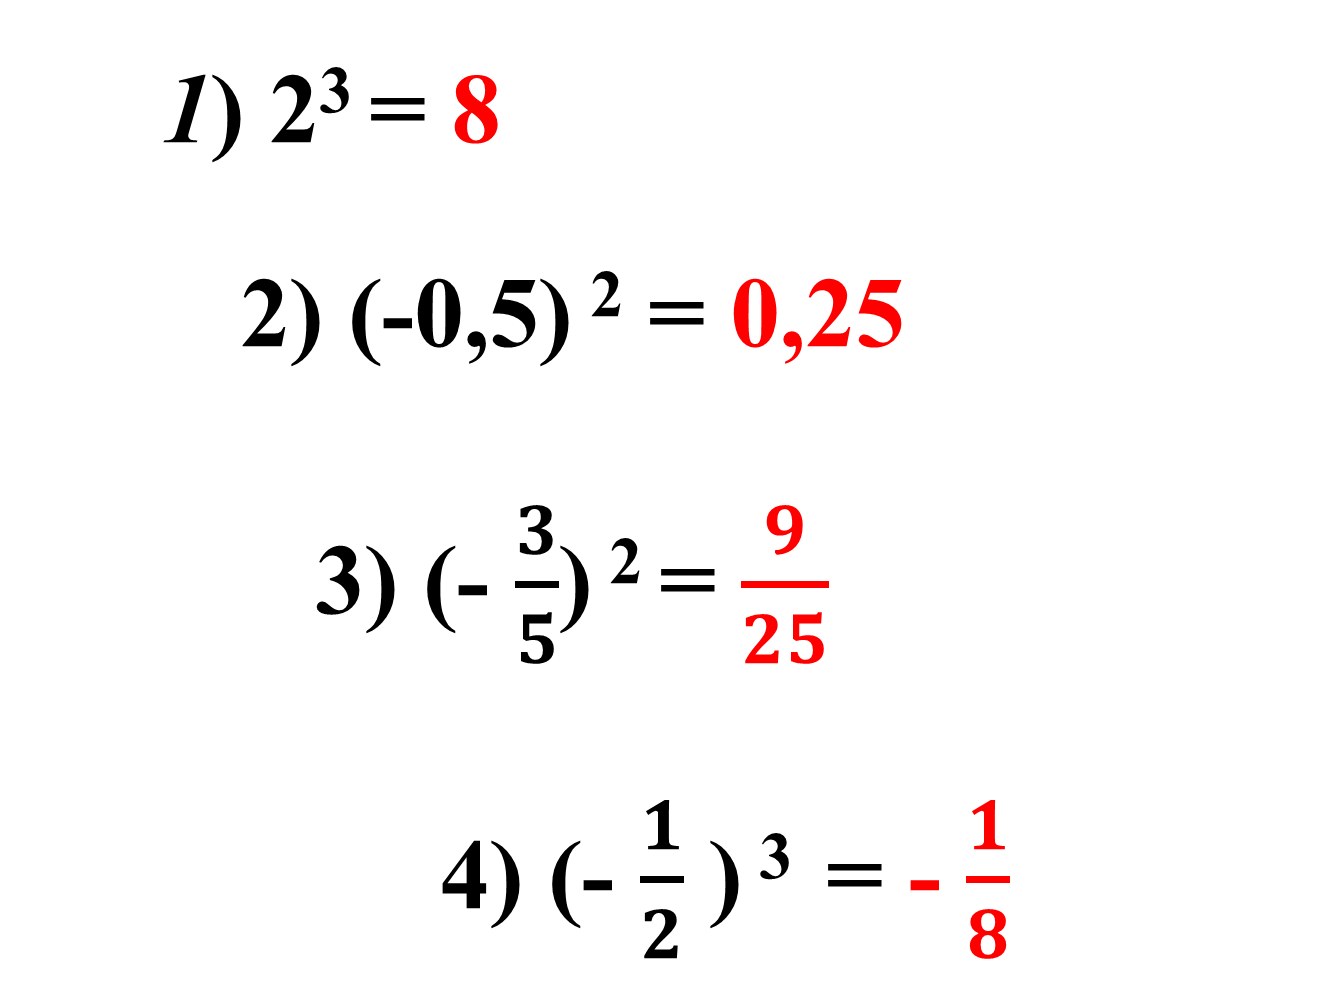 1) 2³ = 8
2) (-0,5)² = 0,25
3) (- 3/5)² = 9/25
4) (- 1/2 )³ = - 1/8